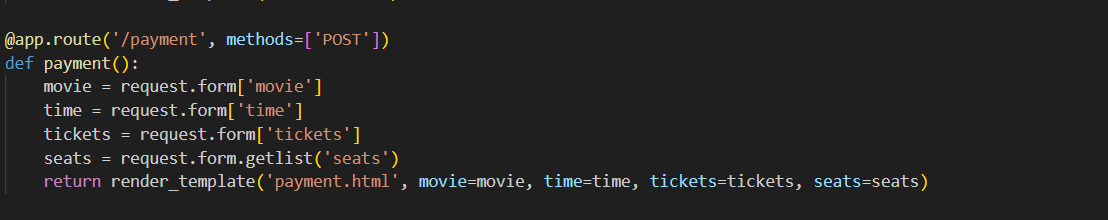 @app.route('/payment', methods=['POST'])
def payment():
    movie = request.form['movie']
    time = request.form['time']
    tickets = request.form['tickets']
    seats = request.form.getlist('seats')
    return render_template('payment.html', movie=movie, time=time, tickets=tickets, seats=seats)